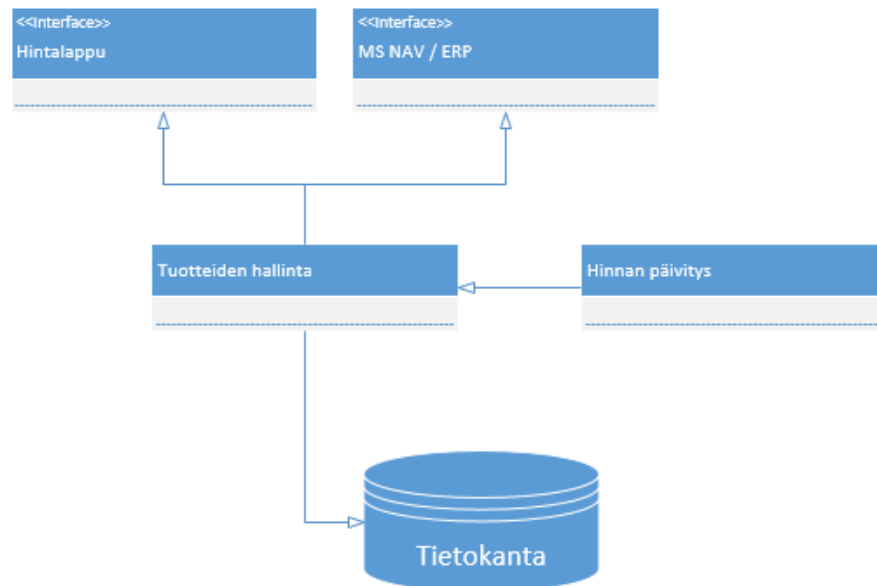 <<Interface>>
Hintalappu
<<Interface>>
MS NAV / ERP
Tuotteiden hallinta
Hinnan päivitys
Tietokanta